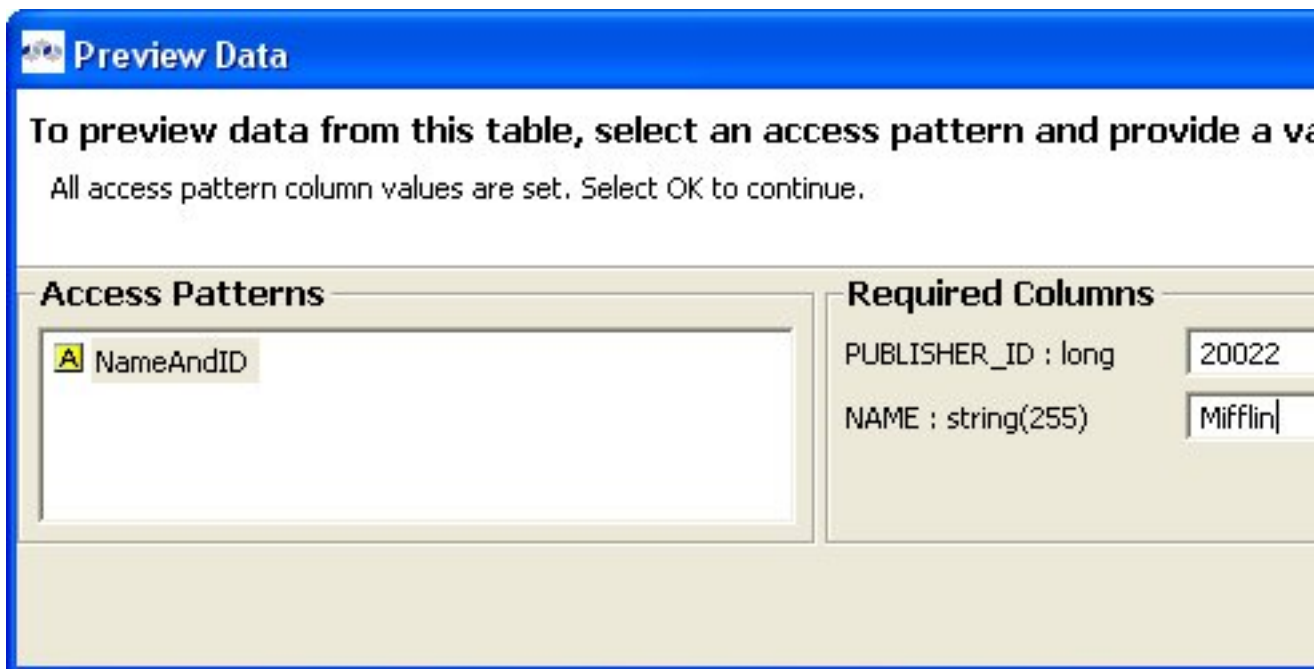 Preview Data
To preview data from this table, select an access pattern and provide a
All access pattern column values are set. Select OK to continue.
Access Patterns
A NameAndID
Required Columns
PUBLISHER_ID : long 20022
NAME : string(255) Mifflin